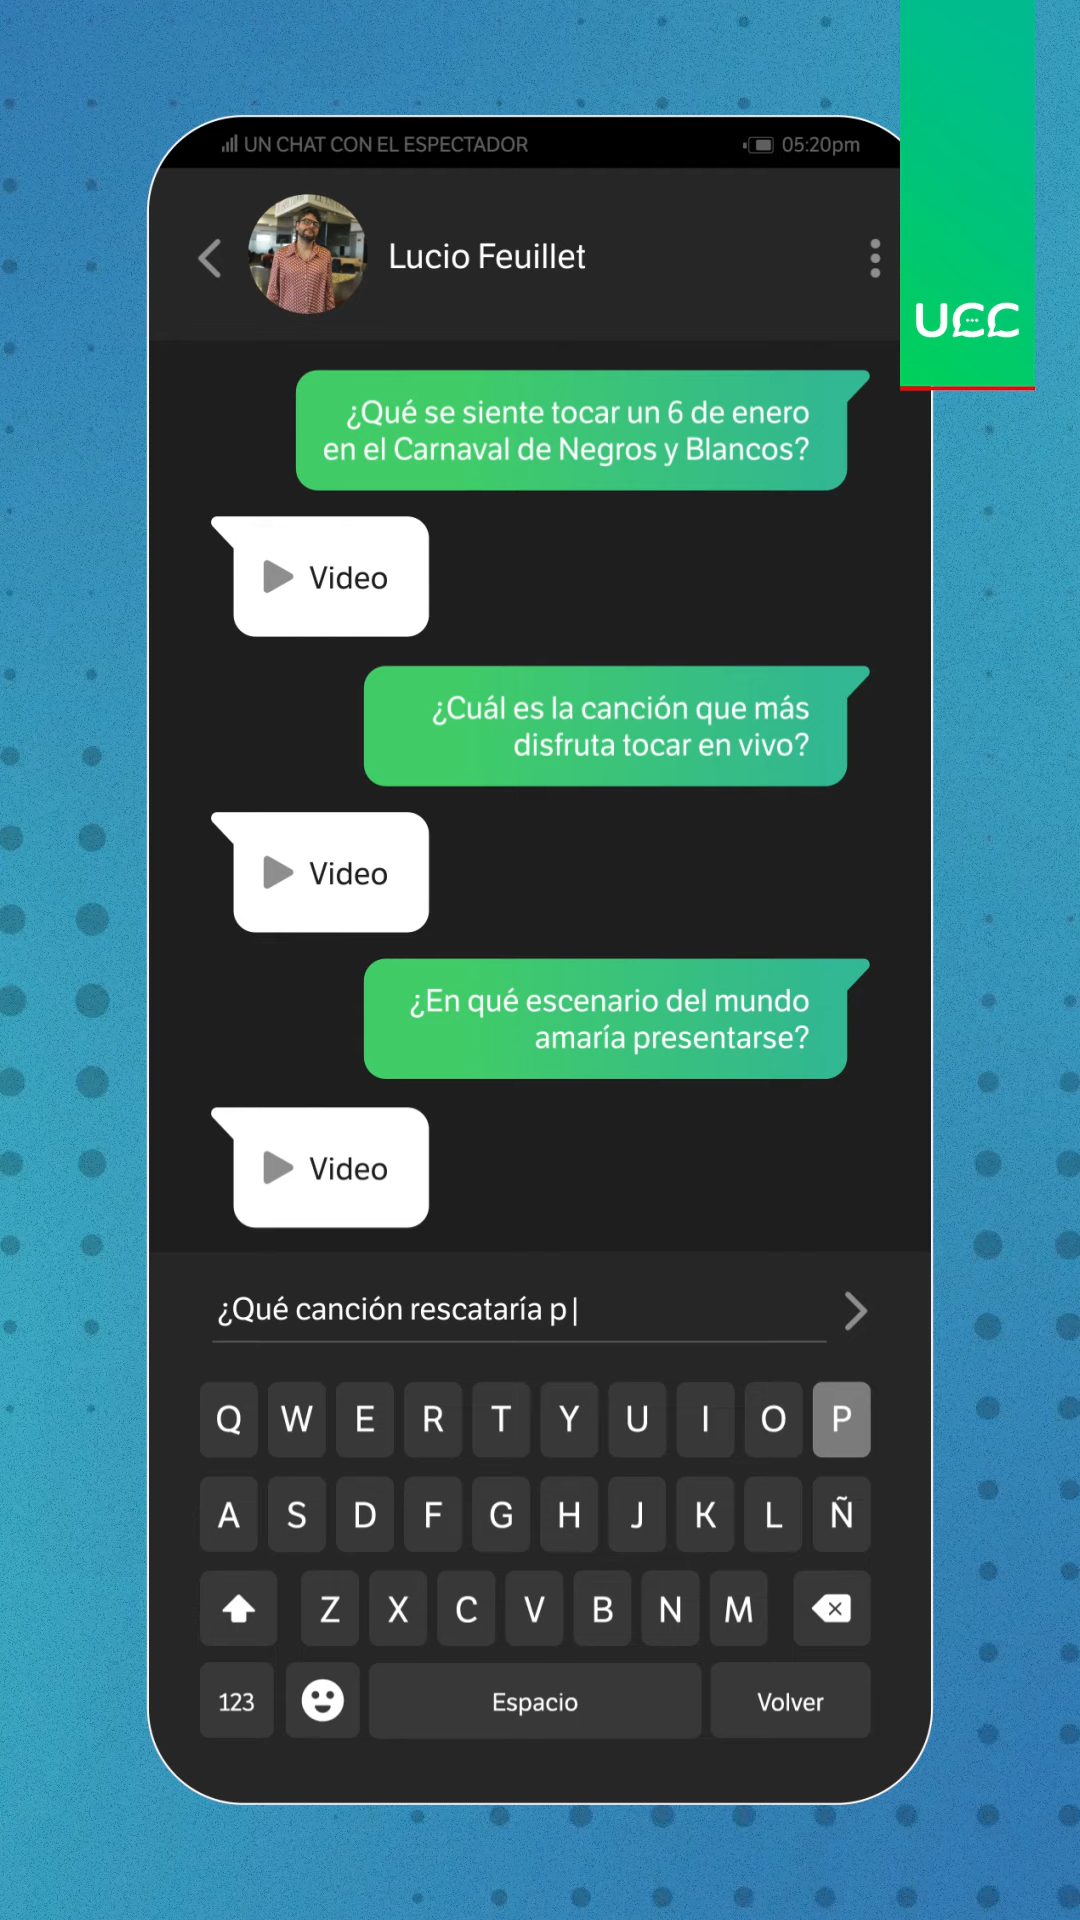 UN CHAT CON EL ESPECTADOR
05:20pm
Lucio Feuillet
UCC
¿Qué se siente tocar un 6 de enero
en el Carnaval de Negros y Blancos?
Video
¿Cuál es la canción que más
disfruta tocar en vivo?
Video
¿En qué escenario del mundo
amaría presentarse?
Video
¿Qué canción rescataría p|
Q W E R T Y U I O P
A S D F G H J K L Ñ
Z X C V B N M
123 Espacio Volver